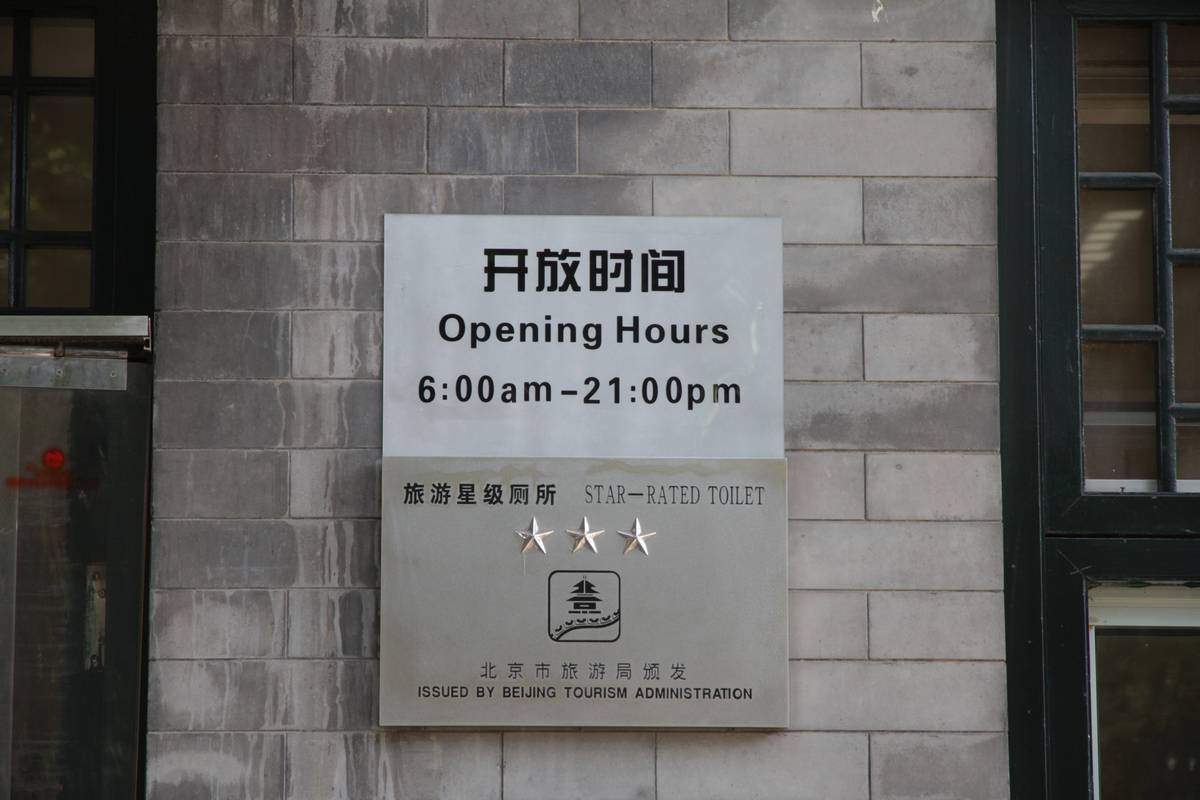 开放时间
Opening Hours
6:00am-21:00pm
旅游星级厕所 STAR-RATED TOILET
北京市旅游局颁发
ISSUED BY BEIJING TOURISM ADMINISTRATION